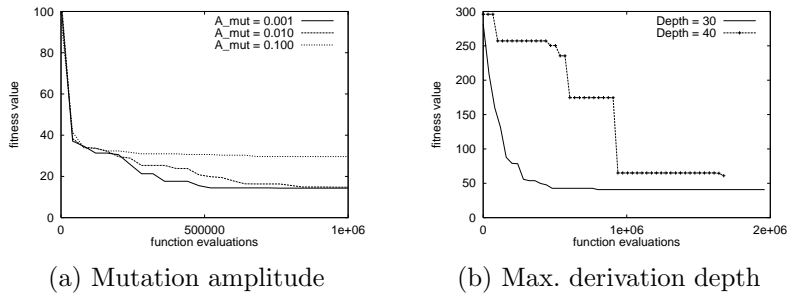 100
80
60
40
20
0
fitness value
0
500000
1e+06
function evaluations
A_mut = 0.001
A_mut = 0.010
A_mut = 0.100
(a) Mutation amplitude
300
250
200
150
100
50
0
fitness value
0
1e+06
2e+06
function evaluations
Depth = 30
Depth = 40
(b) Max. derivation depth